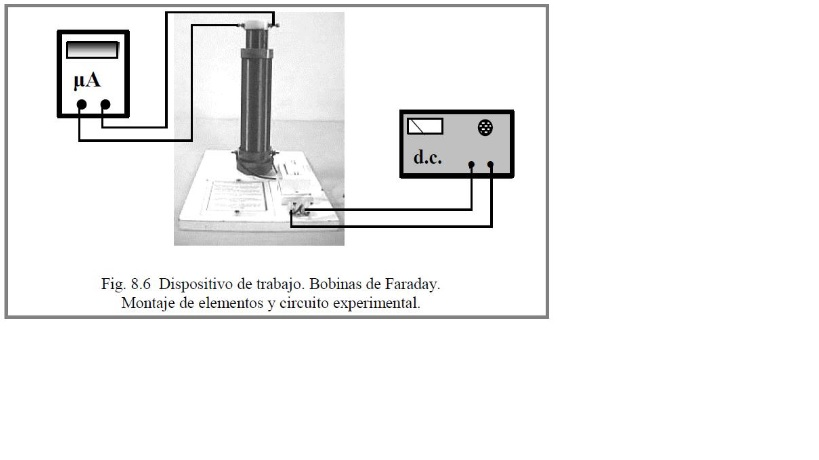 μA
d.c.
Fig. 8.6 Dispositivo de trabajo. Bobinas de Faraday.
Montaje de elementos y circuito experimental.